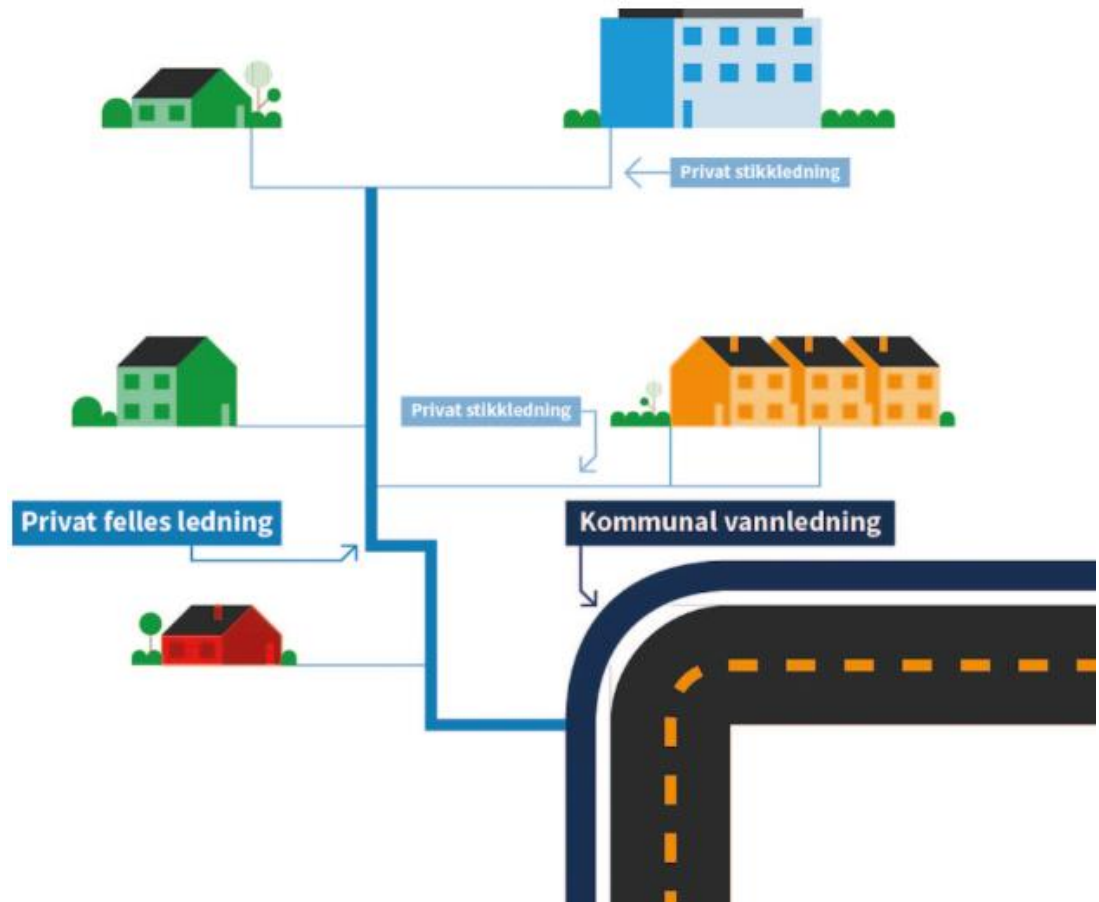 Privat stikkledning
Privat stikkledning
Privat felles ledning
Kommunal vannledning